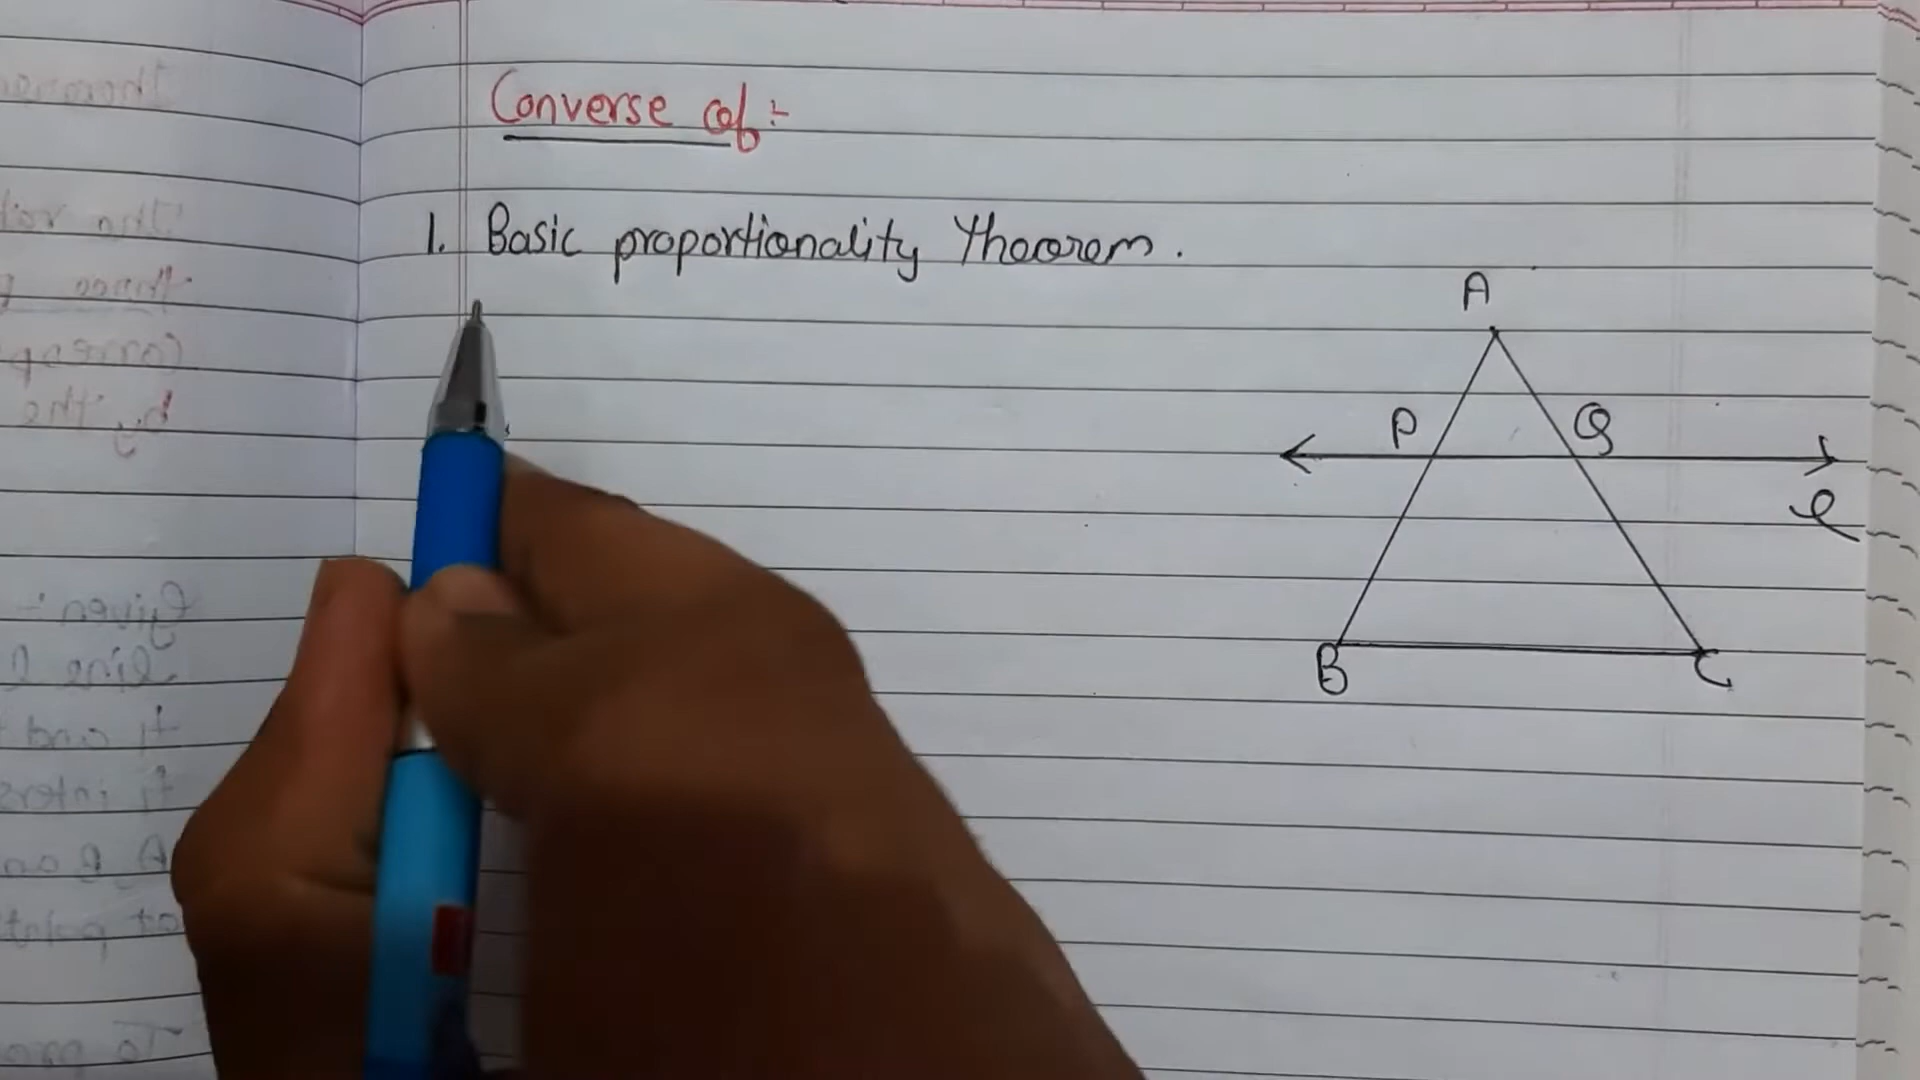 Converse of :-
1. Basic proportionality Theorem.
A
P Q
l
B C